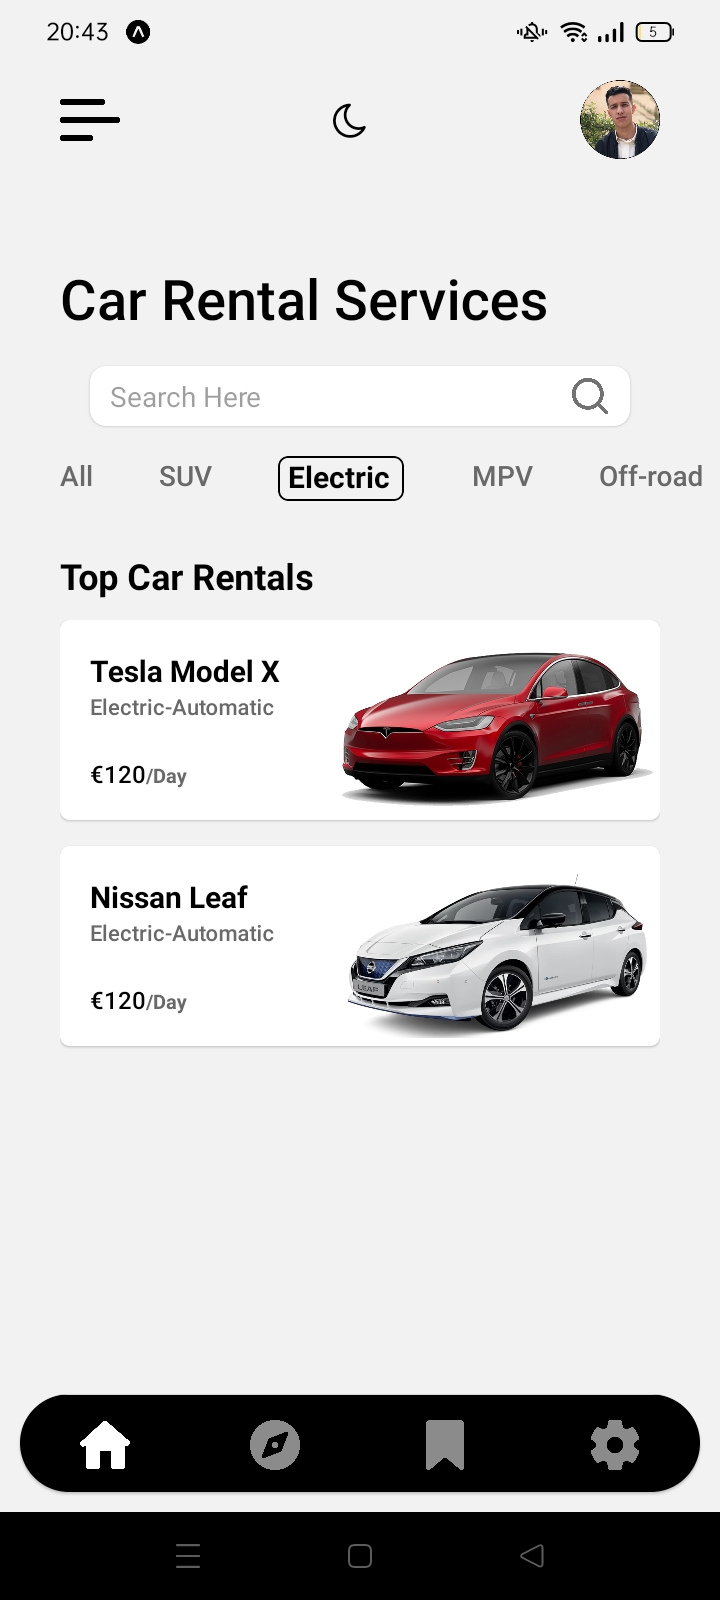 20:43
5
Car Rental Services
Search Here
All SUV Electric MPV Off-road
Top Car Rentals
Tesla Model X
Electric-Automatic
€120/Day
Nissan Leaf
Electric-Automatic
€120/Day
LEAF